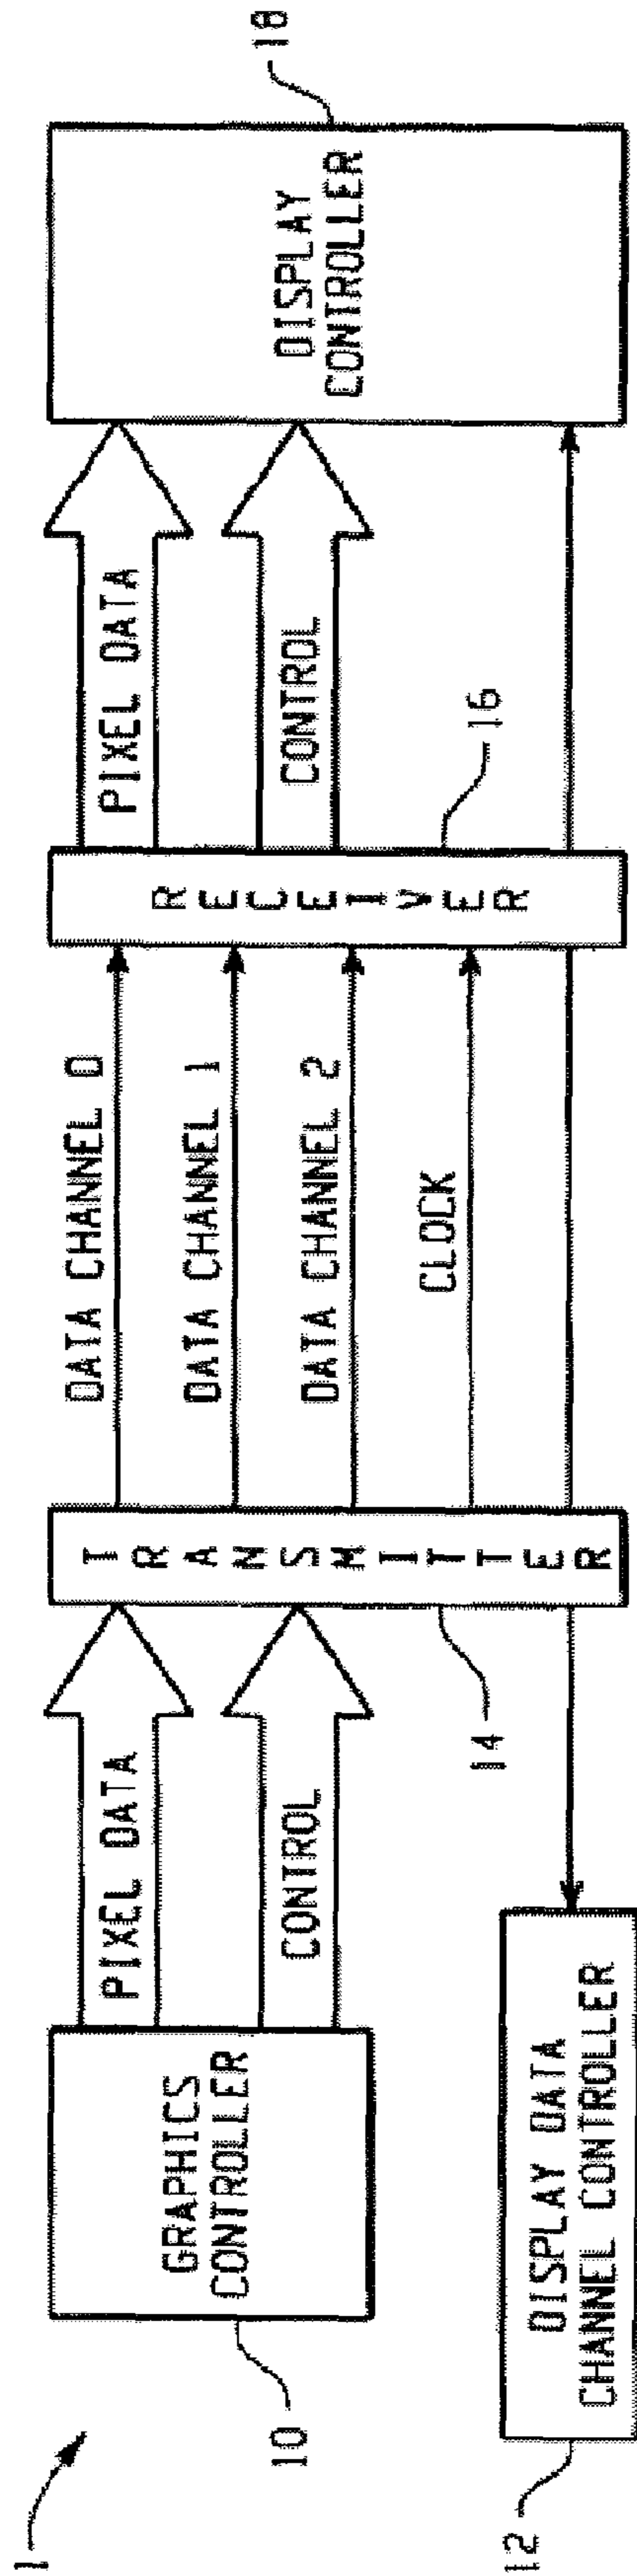 1
GRAPHICS
CONTROLLER
10
PIXEL DATA
CONTROL
DISPLAY DATA
CHANNEL CONTROLLER
12
TRANSMITTER
14
DATA CHANNEL 0
DATA CHANNEL 1
DATA CHANNEL 2
CLOCK
RECEIVER
16
PIXEL DATA
CONTROL
DISPLAY
CONTROLLER
18